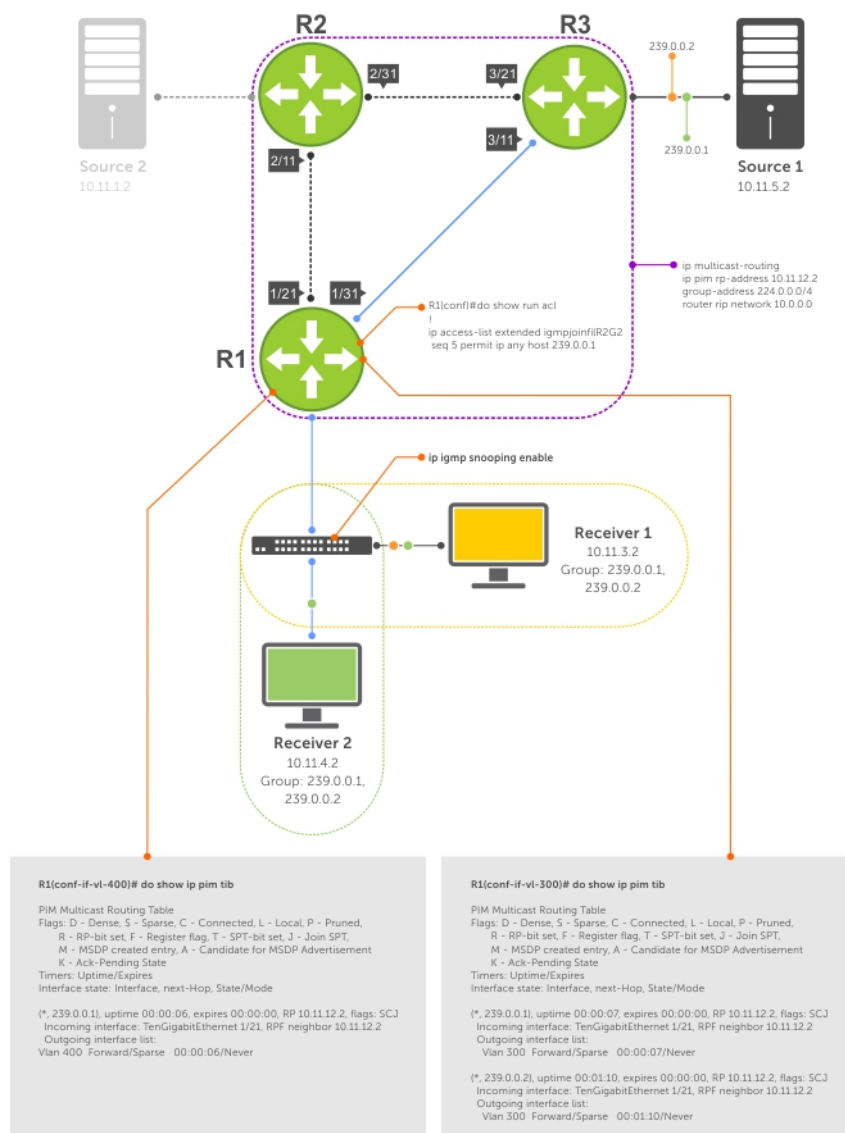 R2
R3
239.0.0.2
2/31
3/21
3/11
2/11
239.0.0.1
Source 2
10.11.1.2
Source 1
10.11.5.2
ip multicast-routing
ip pim rp-address 10.11.12.2
group-address 224.0.0.0/4
router rip network 10.0.0.0
1/21
1/31
R1(conf)#do show run acl
!
ip access-list extended igmpjoinfilR2G2
seq 5 permit ip any host 239.0.0.1
R1
ip igmp snooping enable
Receiver 1
10.11.3.2
Group: 239.0.0.1,
239.0.0.2
Receiver 2
10.11.4.2
Group: 239.0.0.1,
239.0.0.2
R1(conf-if-vl-400)# do show ip pim tib
PIM Multicast Routing Table
Flags: D - Dense, S - Sparse, C - Connected, L - Local, P - Pruned,
R - RP-bit set, F - Register flag, T - SPT-bit set, J - Join SPT,
M - MSDP created entry, A - Candidate for MSDP Advertisement
K - Ack-Pending State
Timers: Uptime/Expires
Interface state: Interface, next-Hop, State/Mode
(*, 239.0.0.1), uptime 00:00:06, expires 00:00:00, RP 10.11.12.2, flags: SCJ
Incoming interface: TenGigabitEthernet 1/21, RPF neighbor 10.11.12.2
Outgoing interface list:
Vlan 400 Forward/Sparse 00:00:06/Never
R1(conf-if-vl-300)# do show ip pim tib
PIM Multicast Routing Table
Flags: D - Dense, S - Sparse, C - Connected, L - Local, P - Pruned,
R - RP-bit set, F - Register flag, T - SPT-bit set, J - Join SPT,
M - MSDP created entry, A - Candidate for MSDP Advertisement
K - Ack-Pending State
Timers: Uptime/Expires
Interface state: Interface, next-Hop, State/Mode
(*, 239.0.0.1), uptime 00:00:07, expires 00:00:00, RP 10.11.12.2, flags: SCJ
Incoming interface: TenGigabitEthernet 1/21, RPF neighbor 10.11.12.2
Outgoing interface list:
Vlan 300 Forward/Sparse 00:00:07/Never
(*, 239.0.0.2), uptime 00:01:10, expires 00:00:00, RP 10.11.12.2, flags: SCJ
Incoming interface: TenGigabitEthernet 1/21, RPF neighbor 10.11.12.2
Outgoing interface list:
Vlan 300 Forward/Sparse 00:01:10/Never